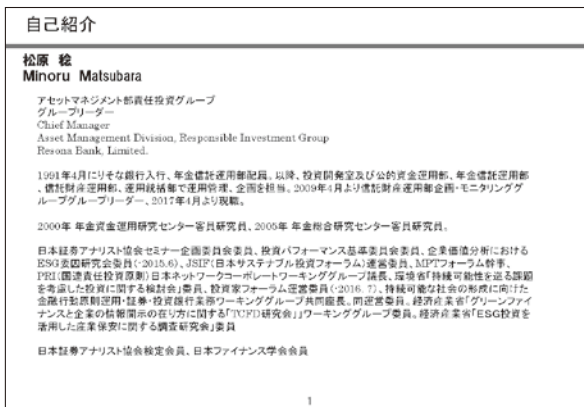 自己紹介
松原 稔
Minoru Matsubara
アセットマネジメント部責任投資グループ
グループリーダー
Chief Manager
Asset Management Division, Responsible Investment Group
Resona Bank, Limited.
1991年4月にりそな銀行入行、年金信託運用部配属。以降、投資開発室及び公的資金運用部、年金信託運用部
、信託財産運用部、運用統括部で運用管理、企画を担当。2009年4月より信託財産運用部企画・モニタリンググ
ループグループリーダー、2017年4月より現職。
2000年 年金資金運用研究センター客員研究員、2005年 年金総合研究センター客員研究員。
日本証券アナリスト協会セミナー企画委員会委員、投資パフォーマンス基準委員会委員、企業価値分析における
ESG要因研究会委員(-2015.6)、JSIF(日本サステナブル投資フォーラム)運営委員、MPTフォーラム幹事、
PRI(国連責任投資原則)日本ネットワークコーポレートワーキンググループ議長、環境省「持続可能性を巡る課題
を考慮した投資に関する検討会」委員、投資家フォーラム運営委員(-2016.7)、持続可能な社会の形成に向けた
金融行動原則運用・証券・投資銀行業務ワーキンググループ共同座長、同運営委員。経済産業省「グリーンファイ
ナンスと企業の情報開示の在り方に関する「TCFD研究会」」ワーキンググループ委員。経済産業省「ESG投資を
活用した産業保安に関する調査研究会」委員
日本証券アナリスト協会検定会員、日本ファイナンス学会会員
1